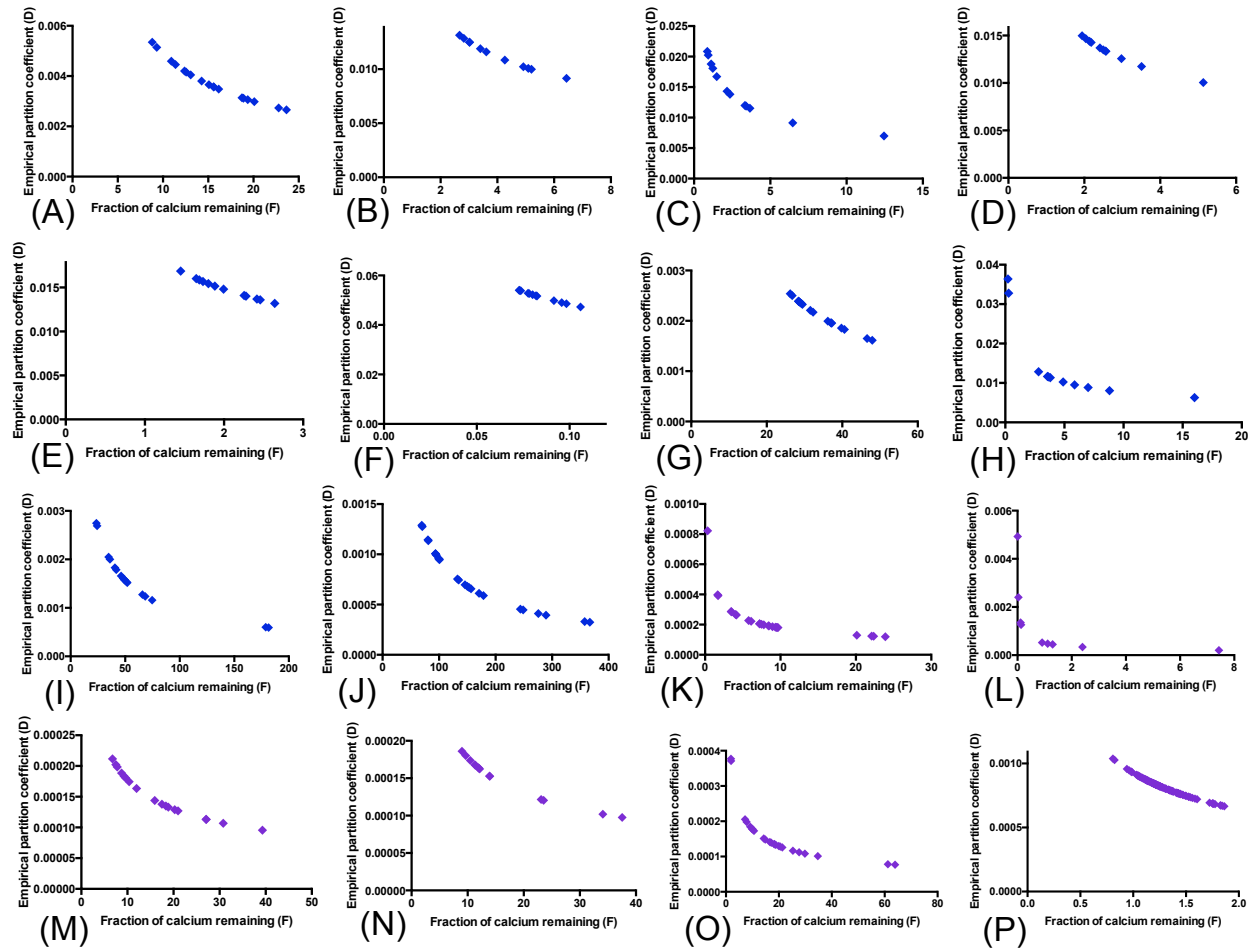 Empirical partition coefficient (D)
0.006
0.004
0.002
0.000
0 5 10 15 20 25
Fraction of calcium remaining (F)
(A)
Empirical partition coefficient (D)
0.010
0.005
0.000
0 2 4 6 8
Fraction of calcium remaining (F)
(B)
Empirical partition coefficient (D)
0.025
0.020
0.015
0.010
0.005
0.000
0 5 10 15
Fraction of calcium remaining (F)
(C)
Empirical partition coefficient (D)
0.015
0.010
0.005
0.000
0 2 4 6
Fraction of calcium remaining (F)
(D)
Empirical partition coefficient (D)
0.015
0.010
0.005
0.000
0 1 2 3
Fraction of calcium remaining (F)
(E)
Empirical partition coefficient (D)
0.06
0.04
0.02
0.00
0.00 0.05 0.10
Fraction of calcium remaining (F)
(F)
Empirical partition coefficient (D)
0.003
0.002
0.001
0.000
0 20 40 60
Fraction of calcium remaining (F)
(G)
Empirical partition coefficient (D)
0.04
0.03
0.02
0.01
0.00
0 5 10 15 20
Fraction of calcium remaining (F)
(H)
Empirical partition coefficient (D)
0.003
0.002
0.001
0.000
0 50 100 150 200
Fraction of calcium remaining (F)
(I)
Empirical partition coefficient (D)
0.0015
0.0010
0.0005
0.0000
0 100 200 300 400
Fraction of calcium remaining (F)
(J)
Empirical partition coefficient (D)
0.0010
0.0008
0.0006
0.0004
0.0002
0.0000
0 10 20 30
Fraction of calcium remaining (F)
(K)
Empirical partition coefficient (D)
0.006
0.004
0.002
0.000
0 2 4 6 8
Fraction of calcium remaining (F)
(L)
Empirical partition coefficient (D)
0.00025
0.00020
0.00015
0.00010
0.00005
0.00000
0 10 20 30 40 50
Fraction of calcium remaining (F)
(M)
Empirical partition coefficient (D)
0.00020
0.00015
0.00010
0.00005
0.00000
0 10 20 30 40
Fraction of calcium remaining (F)
(N)
Empirical partition coefficient (D)
0.0004
0.0003
0.0002
0.0001
0.0000
0 20 40 60 80
Fraction of calcium remaining (F)
(O)
Empirical partition coefficient (D)
0.0010
0.0005
0.0000
0.0 0.5 1.0 1.5 2.0
Fraction of calcium remaining (F)
(P)